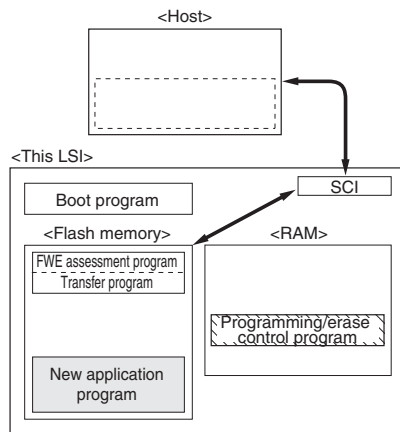 <Host>
<This LSI>
SCI
Boot program
<Flash memory>
<RAM>
FWE assessment program
Transfer program
Programming/erase
control program
New application
program